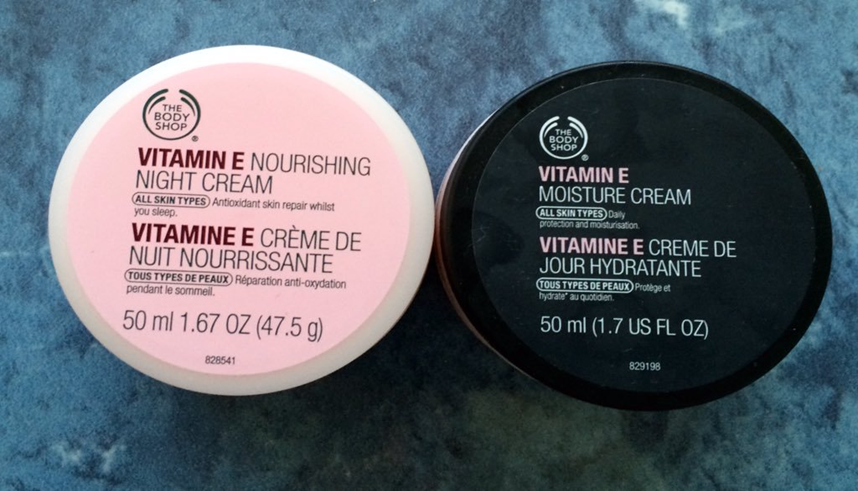 THE
BODY
SHOP®
VITAMIN E NOURISHING
NIGHT CREAM
ALL SKIN TYPES Antioxidant skin repair whilst
you sleep.
VITAMINE E CRÈME DE
NUIT NOURRISSANTE
TOUS TYPES DE PEAUX Réparation anti-oxydation
pendant le sommeil.
50 ml 1.67 OZ (47.5 g)
828541
THE
BODY
SHOP®
VITAMIN E
MOISTURE CREAM
ALL SKIN TYPES Daily
protection and moisturisation.
VITAMINE E CREME DE
JOUR HYDRATANTE
TOUS TYPES DE PEAUX Protège et
hydrate* au quotidien.
50 ml (1.7 US FL OZ)
829198